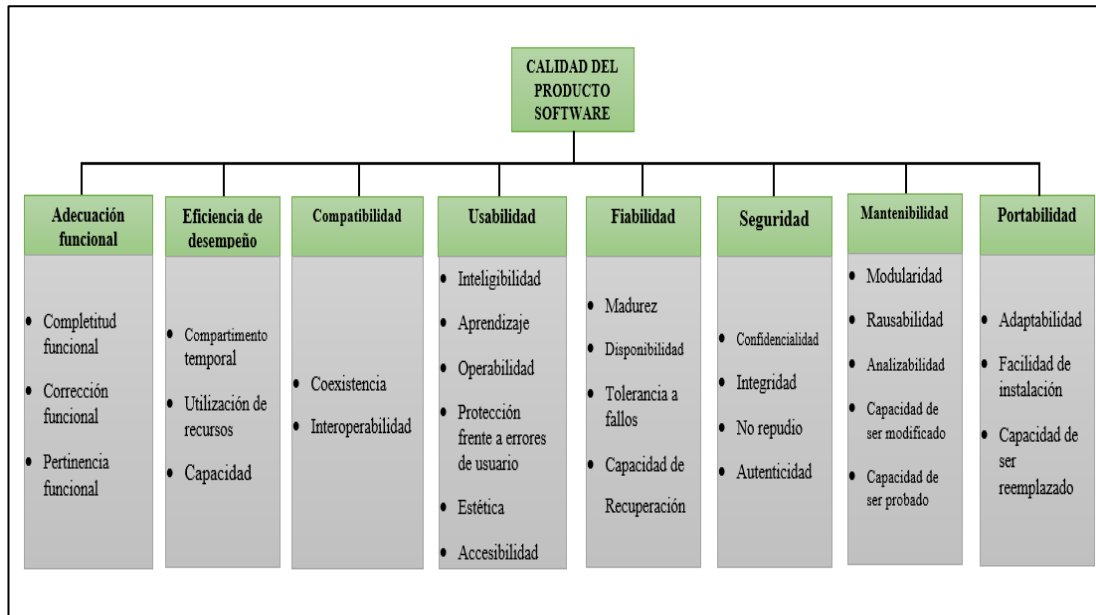 CALIDAD DEL
PRODUCTO
SOFTWARE
Adecuación
funcional
Completitud
funcional
Corrección
funcional
Pertinencia
funcional
Eficiencia de
desempeño
Compartimento
temporal
Utilización de
recursos
Capacidad
Compatibilidad
Coexistencia
Interoperabilidad
Usabilidad
Inteligibilidad
Aprendizaje
Operabilidad
Protección
frente a errores
de usuario
Estética
Accesibilidad
Fiabilidad
Madurez
Disponibilidad
Tolerancia a
fallos
Capacidad de
Recuperación
Seguridad
Confidencialidad
Integridad
No repudio
Autenticidad
Mantenibilidad
Modularidad
Rausabilidad
Analizabilidad
Capacidad de
ser modificado
Capacidad de
ser probado
Portabilidad
Adaptabilidad
Facilidad de
instalación
Capacidad de
ser
reemplazado